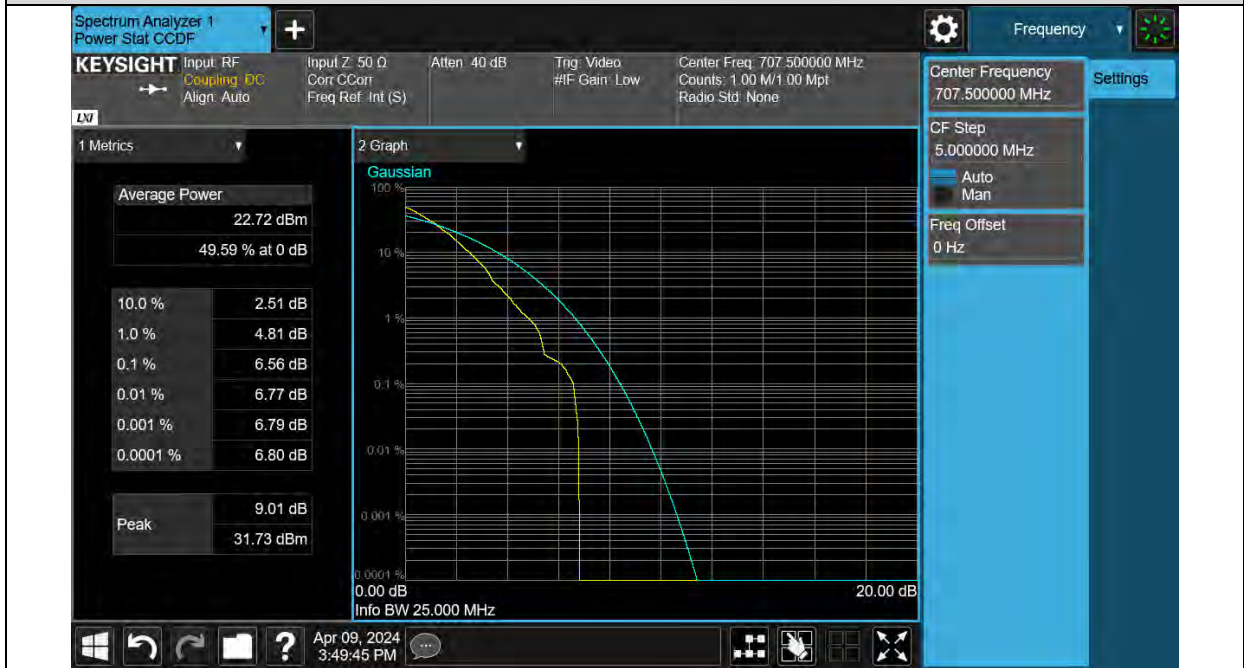 Spectrum Analyzer 1
Power Stat CCDF
Frequency
KEYSIGHT
Input: RF
Coupling: DC
Align: Auto
Input Z: 50 Ω
Corr CCorr
Freq Ref: Int (S)
Atten: 40 dB
Trig: Video
#IF Gain: Low
Center Freq: 707.500000 MHz
Counts: 1.00 M/1.00 Mpt
Radio Std: None
LXI
Center Frequency
707.500000 MHz
Settings
CF Step
5.000000 MHz
Auto
Man
Freq Offset
0 Hz
1 Metrics
Average Power
22.72 dBm
49.59 % at 0 dB
10.0 % 2.51 dB
1.0 % 4.81 dB
0.1 % 6.56 dB
0.01 % 6.77 dB
0.001 % 6.79 dB
0.0001 % 6.80 dB
Peak
9.01 dB
31.73 dBm
2 Graph
Gaussian
100 %
10 %
1 %
0.1 %
0.01 %
0.001 %
0.0001 %
0.00 dB
20.00 dB
Info BW 25.000 MHz
Apr 09, 2024
3:49:45 PM